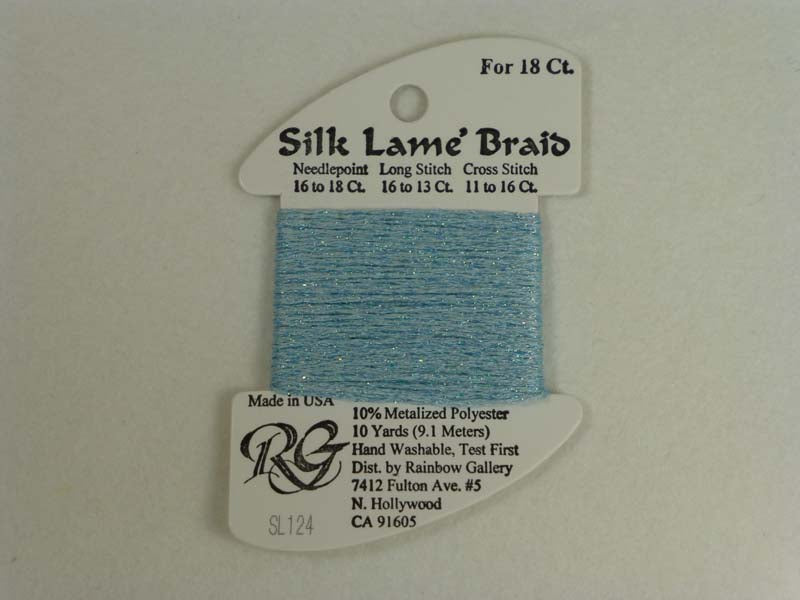 For 18 Ct.
Silk Lame' Braid
Needlepoint Long Stitch Cross Stitch
16 to 18 Ct. 16 to 13 Ct. 11 to 16 Ct.
Made in USA
10% Metalized Polyester
10 Yards (9.1 Meters)
Hand Washable, Test First
RG
Dist. by Rainbow Gallery
7412 Fulton Ave. #5
N. Hollywood
SL124
CA 91605